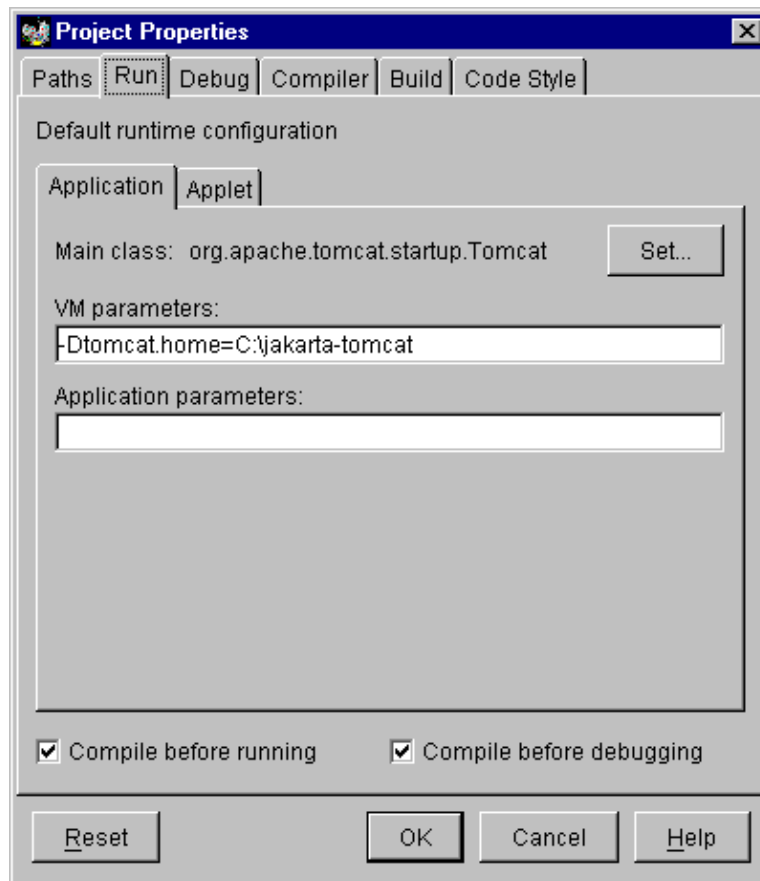 Project Properties
Paths Run Debug Compiler Build Code Style
Default runtime configuration
Application Applet
Main class: org.apache.tomcat.startup.Tomcat Set...
VM parameters:
-Dtomcat.home=C:\jakarta-tomcat
Application parameters:
Compile before running Compile before debugging
Reset OK Cancel Help